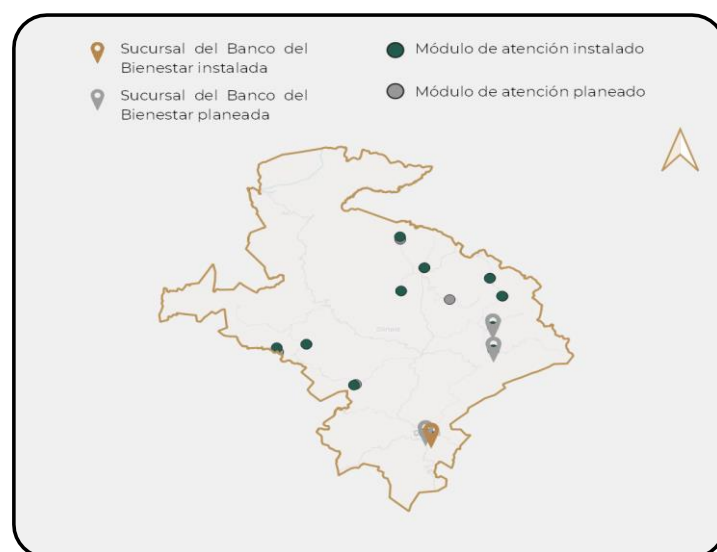 Sucursal del Banco del
Bienestar instalada
Sucursal del Banco del
Bienestar planeada
Módulo de atención instalado
Módulo de atención planeado